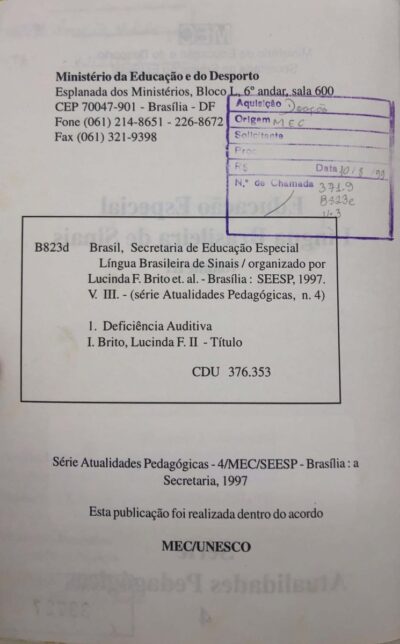 Ministério da Educação e do Desporto
Esplanada dos Ministérios, Bloco L, 6º andar, sala 600
CEP 70047-901 - Brasília - DF
Fone (061) 214-8651 - 226-8672
Fax (061) 321-9398
Aquisição Doação
Origem MEC
Solicitante
Proc.
R$ Data 10/8/99
N.º de Chamada 371.9
B823e
v.3
B823d Brasil, Secretaria de Educação Especial
Língua Brasileira de Sinais / organizado por
Lucinda F. Brito et. al. - Brasília : SEESP, 1997.
V. III. - (série Atualidades Pedagógicas, n. 4)
1. Deficiência Auditiva
I. Brito, Lucinda F. II - Título
CDU 376.353
Série Atualidades Pedagógicas - 4/MEC/SEESP - Brasília : a
Secretaria, 1997
Esta publicação foi realizada dentro do acordo
MEC/UNESCO